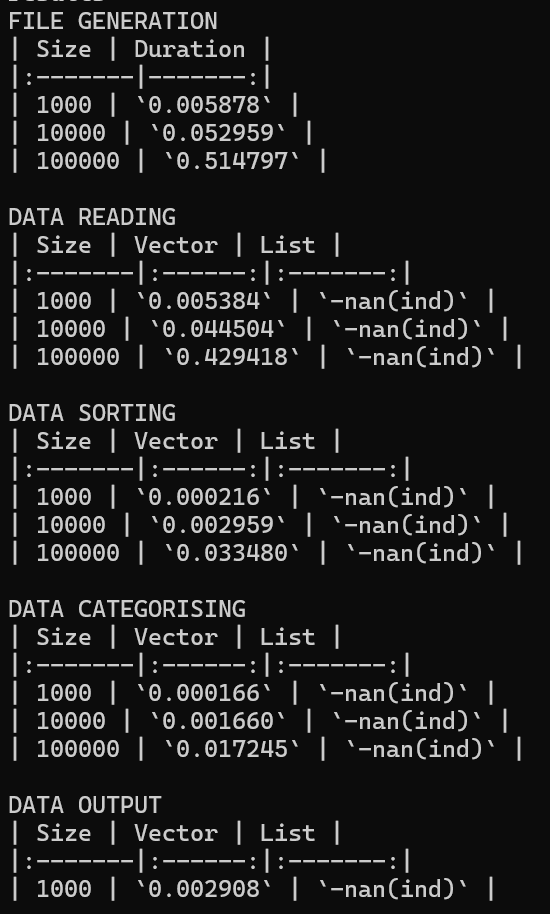 FILE GENERATION
| Size | Duration |
|:-------|-------:|
| 1000 | `0.005878` |
| 10000 | `0.052959` |
| 100000 | `0.514797` |

DATA READING
| Size | Vector | List |
|:-------|:------:|:-------:|
| 1000 | `0.005384` | `-nan(ind)` |
| 10000 | `0.044504` | `-nan(ind)` |
| 100000 | `0.429418` | `-nan(ind)` |

DATA SORTING
| Size | Vector | List |
|:-------|:------:|:-------:|
| 1000 | `0.000216` | `-nan(ind)` |
| 10000 | `0.002959` | `-nan(ind)` |
| 100000 | `0.033480` | `-nan(ind)` |

DATA CATEGORISING
| Size | Vector | List |
|:-------|:------:|:-------:|
| 1000 | `0.000166` | `-nan(ind)` |
| 10000 | `0.001660` | `-nan(ind)` |
| 100000 | `0.017245` | `-nan(ind)` |

DATA OUTPUT
| Size | Vector | List |
|:-------|:------:|:-------:|
| 1000 | `0.002908` | `-nan(ind)` |